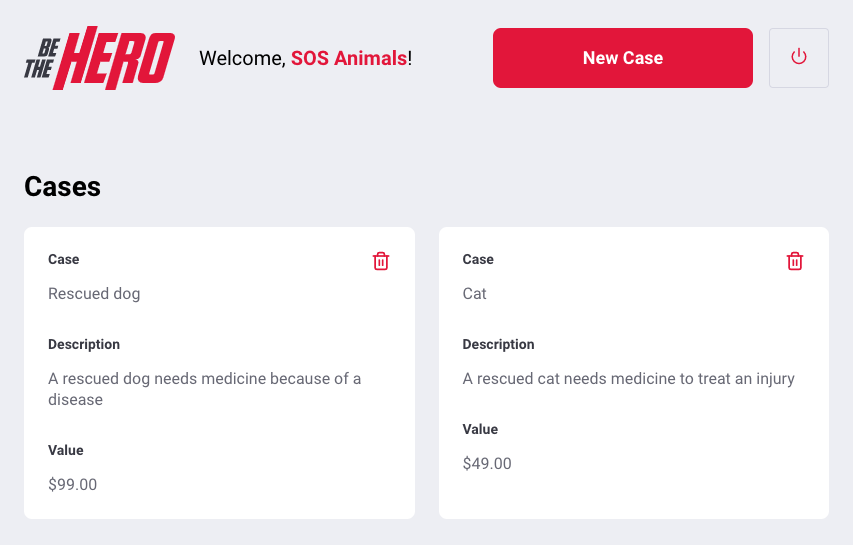 BE THE HERO
Welcome, SOS Animals!
New Case
Cases
Case
Rescued dog
Description
A rescued dog needs medicine because of a
disease
Value
$99.00
Case
Cat
Description
A rescued cat needs medicine to treat an injury
Value
$49.00